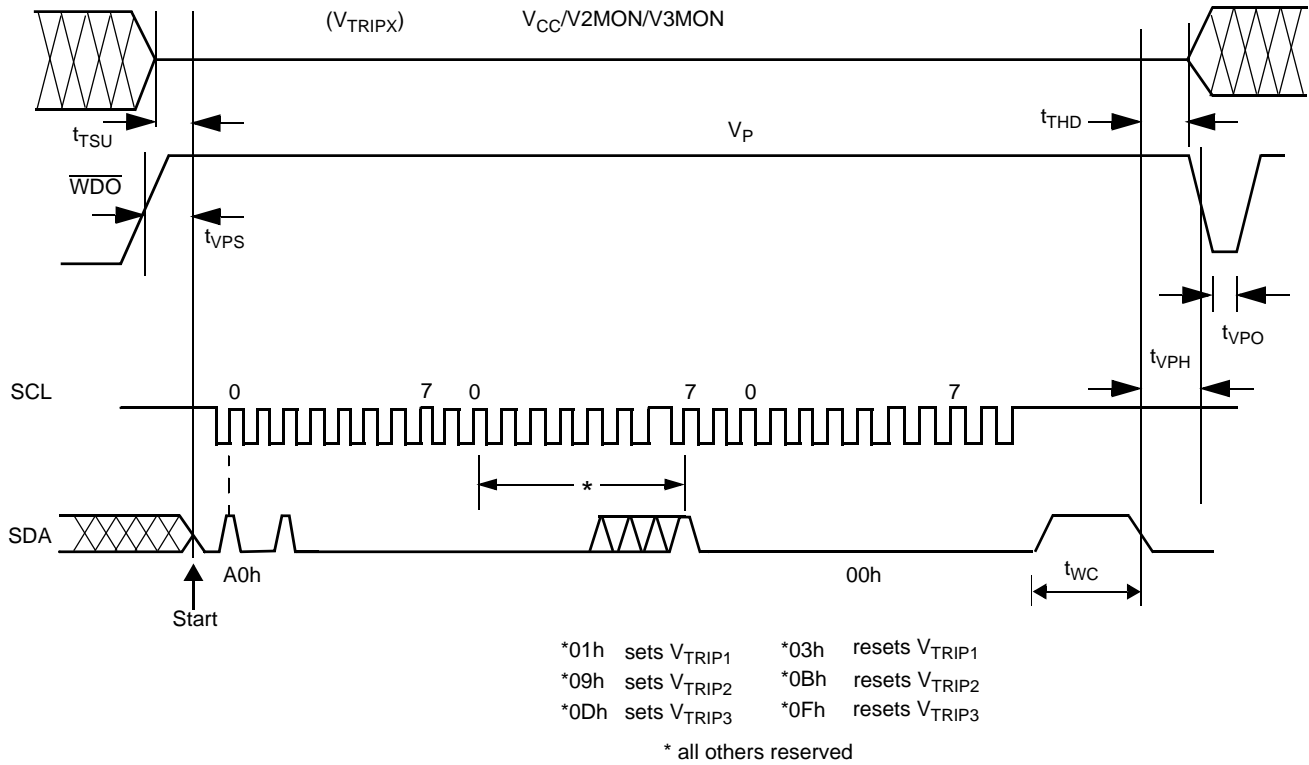 (VTRIPX) VCC/V2MON/V3MON
tTSU
tTHD
VP
WDO
tVPS
tVPO
tVPH
SCL
0 7 0 7 0 7
*
SDA
A0h 00h tWC
Start
*01h sets VTRIP1 *03h resets VTRIP1
*09h sets VTRIP2 *0Bh resets VTRIP2
*0Dh sets VTRIP3 *0Fh resets VTRIP3
* all others reserved